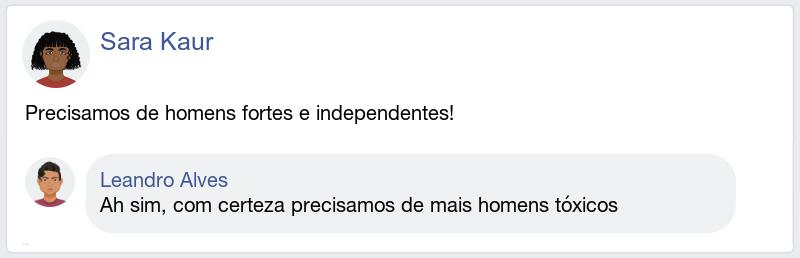 Sara Kaur
Precisamos de homens fortes e independentes!
Leandro Alves
Ah sim, com certeza precisamos de mais homens tóxicos